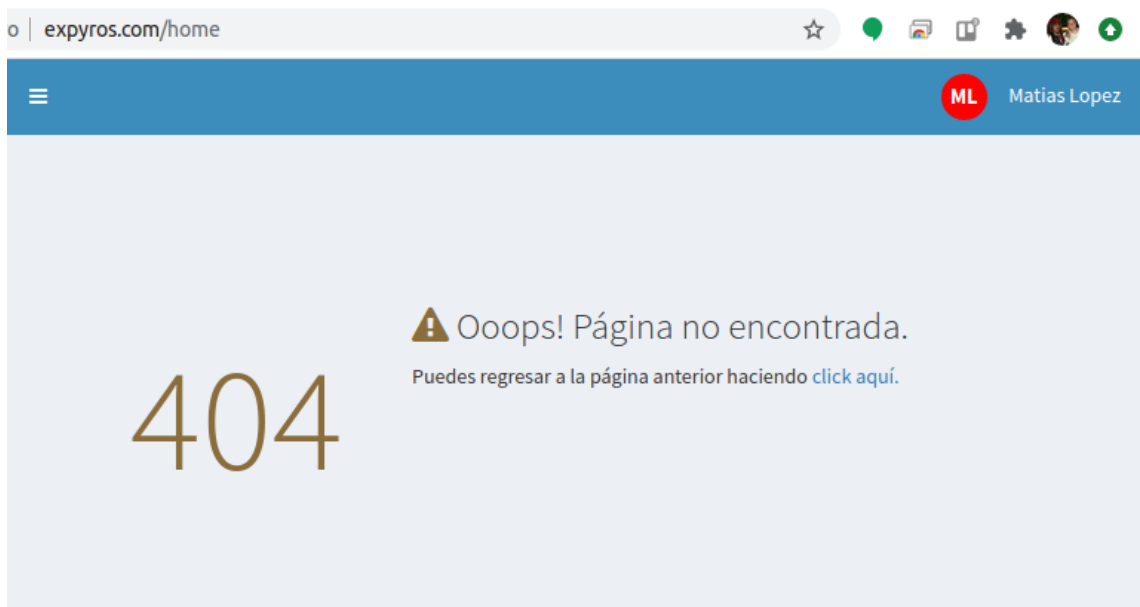 o expyros.com/home
ML Matias Lopez
Ooops! Página no encontrada.
404
Puedes regresar a la página anterior haciendo click aquí.